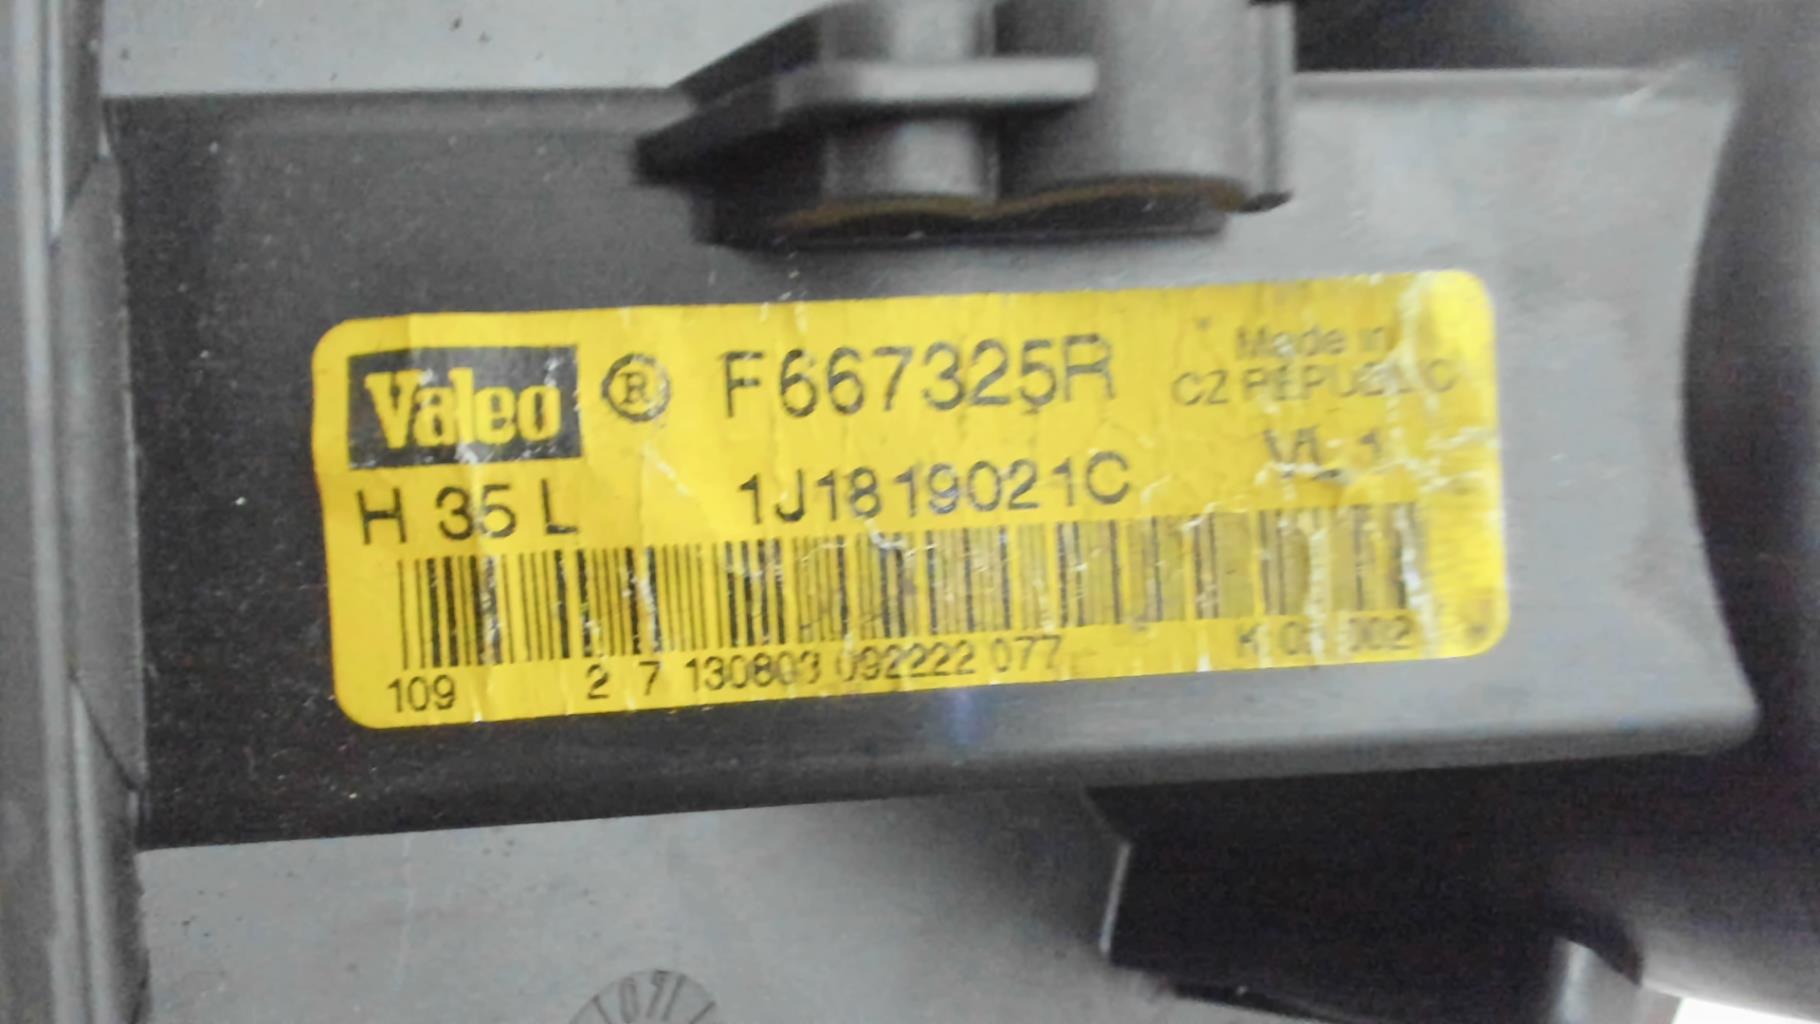 Valeo ® F667325R
Made in
CZ REPUBLIC
H 35 L 1J1819021C VL 1
109 2 7 130803 092222 077